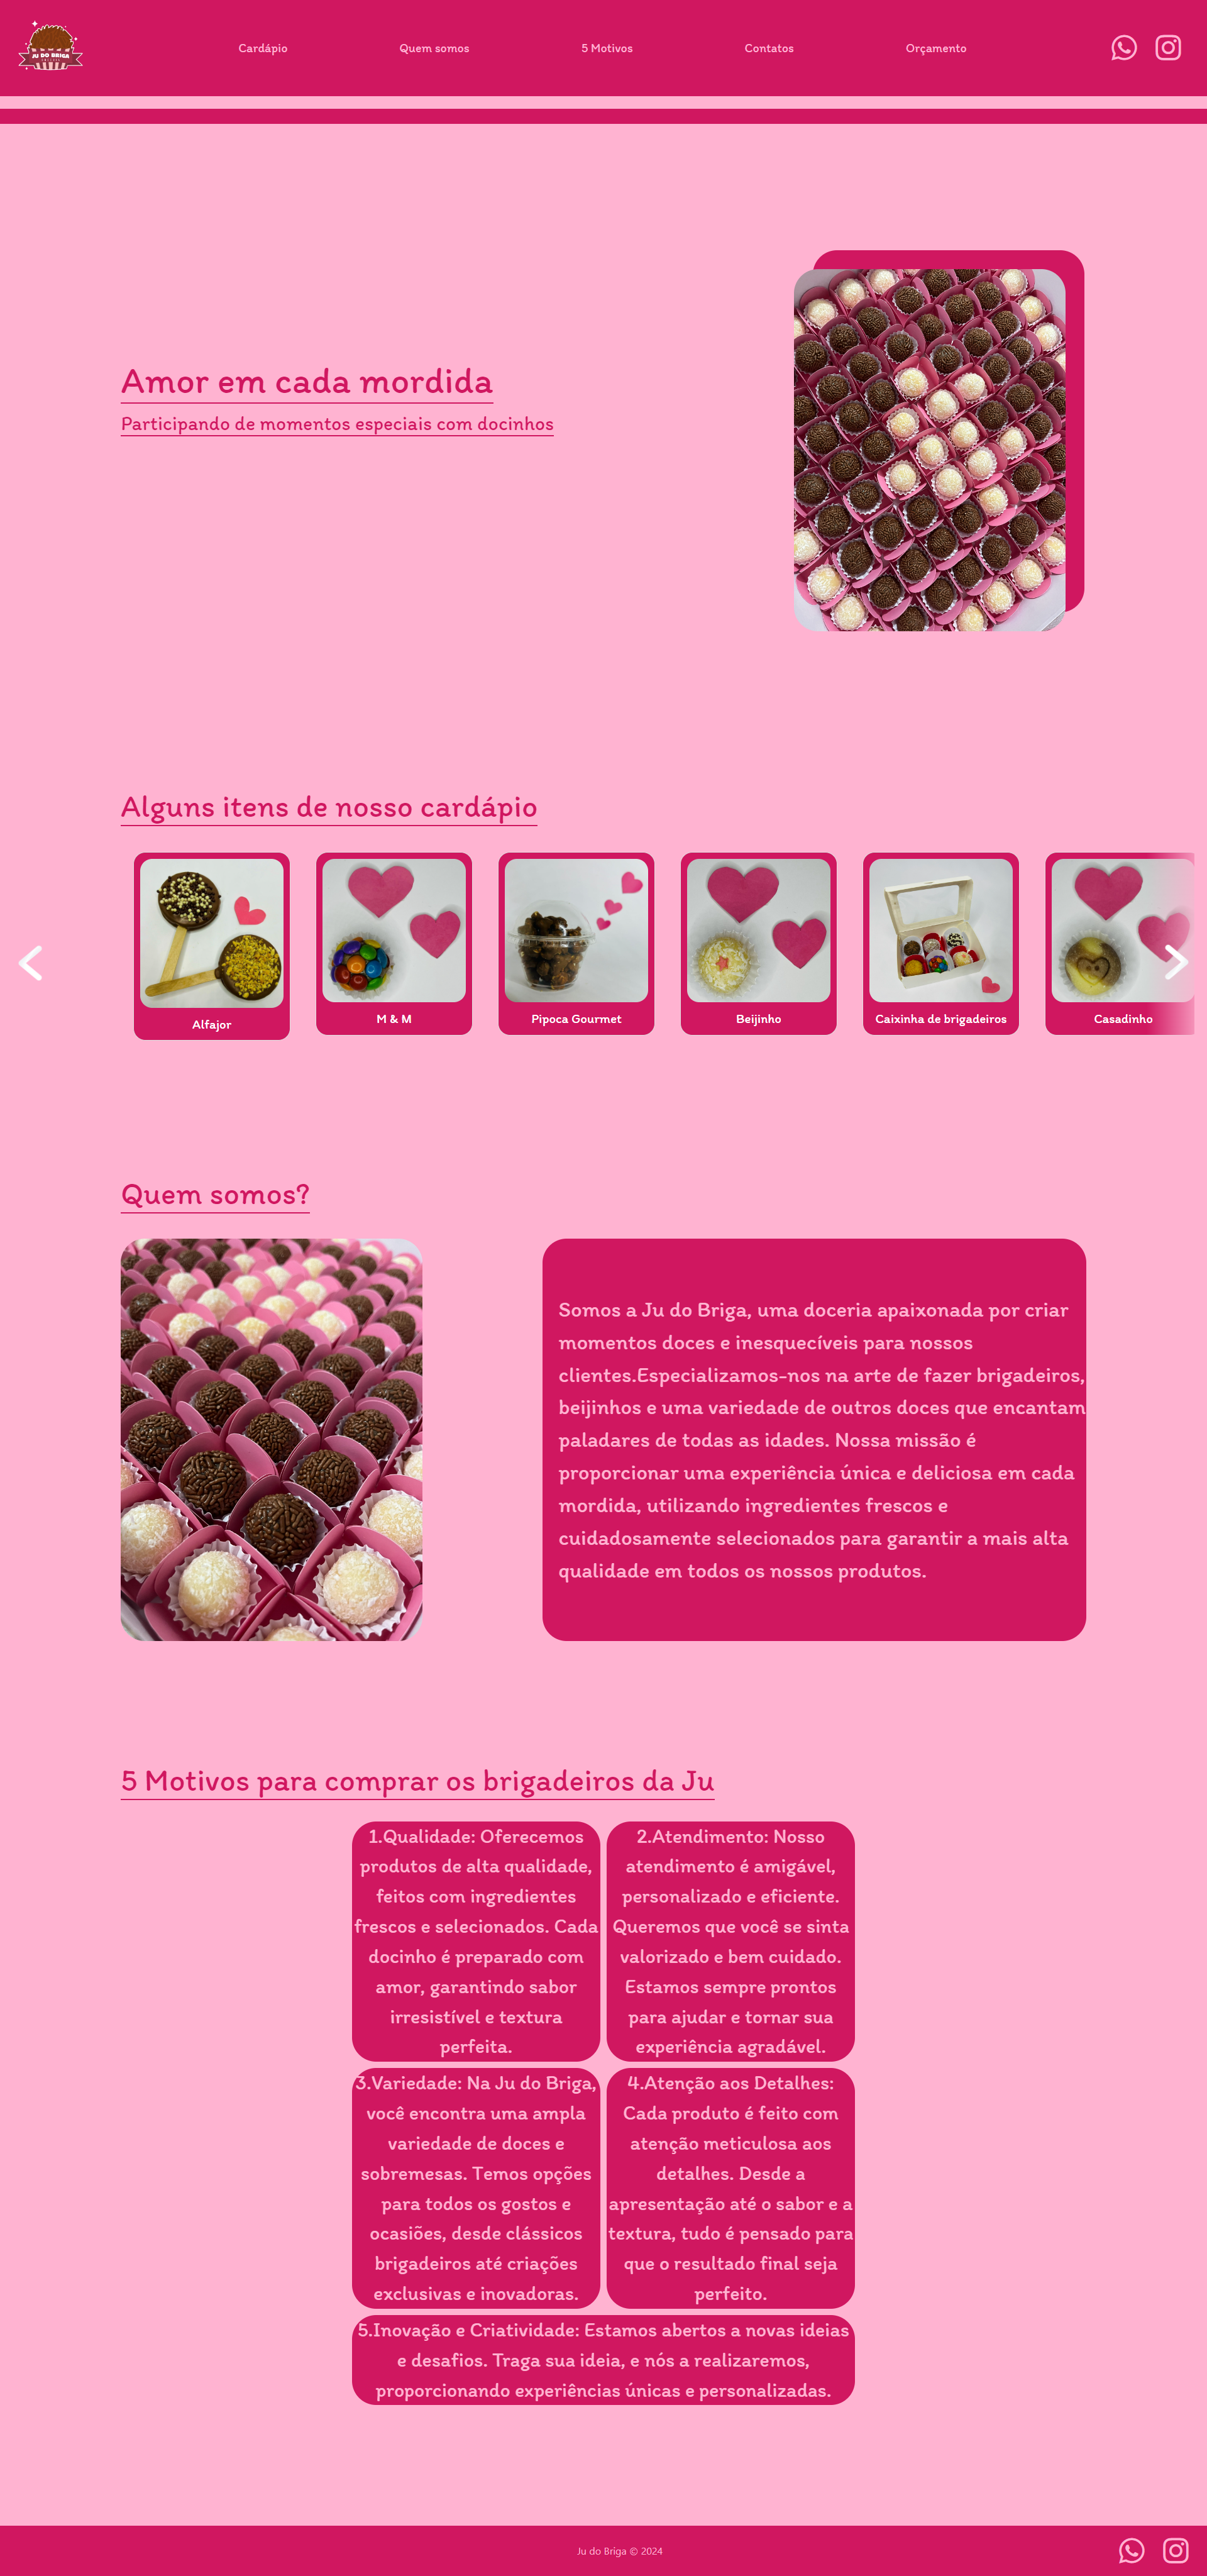 JU DO BRIGA
Cardápio
Quem somos
5 Motivos
Contatos
Orçamento
Amor em cada mordida
Participando de momentos especiais com docinhos
Alguns itens de nosso cardápio
Alfajor
M & M
Pipoca Gourmet
Beijinho
Caixinha de brigadeiros
Casadinho
Quem somos?
Somos a Ju do Briga, uma doceria apaixonada por criar
momentos doces e inesquecíveis para nossos
clientes.Especializamos-nos na arte de fazer brigadeiros,
beijinhos e uma variedade de outros doces que encantam
paladares de todas as idades. Nossa missão é
proporcionar uma experiência única e deliciosa em cada
mordida, utilizando ingredientes frescos e
cuidadosamente selecionados para garantir a mais alta
qualidade em todos os nossos produtos.
5 Motivos para comprar os brigadeiros da Ju
1.Qualidade: Oferecemos
produtos de alta qualidade,
feitos com ingredientes
frescos e selecionados. Cada
docinho é preparado com
amor, garantindo sabor
irresistível e textura
perfeita.
2.Atendimento: Nosso
atendimento é amigável,
personalizado e eficiente.
Queremos que você se sinta
valorizado e bem cuidado.
Estamos sempre prontos
para ajudar e tornar sua
experiência agradável.
3.Variedade: Na Ju do Briga,
você encontra uma ampla
variedade de doces e
sobremesas. Temos opções
para todos os gostos e
ocasiões, desde clássicos
brigadeiros até criações
exclusivas e inovadoras.
4.Atenção aos Detalhes:
Cada produto é feito com
atenção meticulosa aos
detalhes. Desde a
apresentação até o sabor e a
textura, tudo é pensado para
que o resultado final seja
perfeito.
5.Inovação e Criatividade: Estamos abertos a novas ideias
e desafios. Traga sua ideia, e nós a realizaremos,
proporcionando experiências únicas e personalizadas.
Ju do Briga © 2024